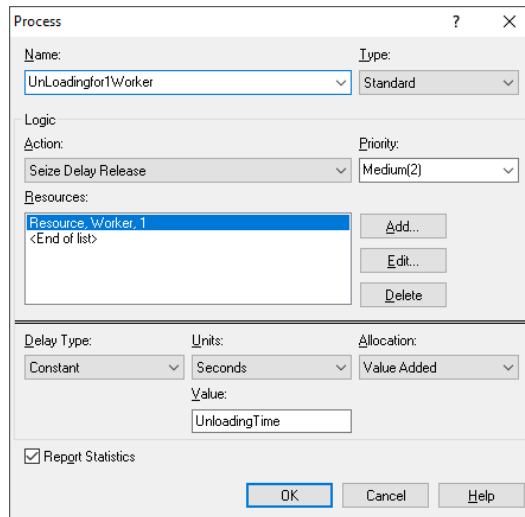 Process
? X
Name: Type:
UnLoadingfor1Worker Standard
Logic
Action: Priority:
Seize Delay Release Medium(2)
Resources:
Resource, Worker, 1
<End of list>
Add...
Edit...
Delete
Delay Type: Units: Allocation:
Constant Seconds Value Added
Value:
UnloadingTime
Report Statistics
OK Cancel Help